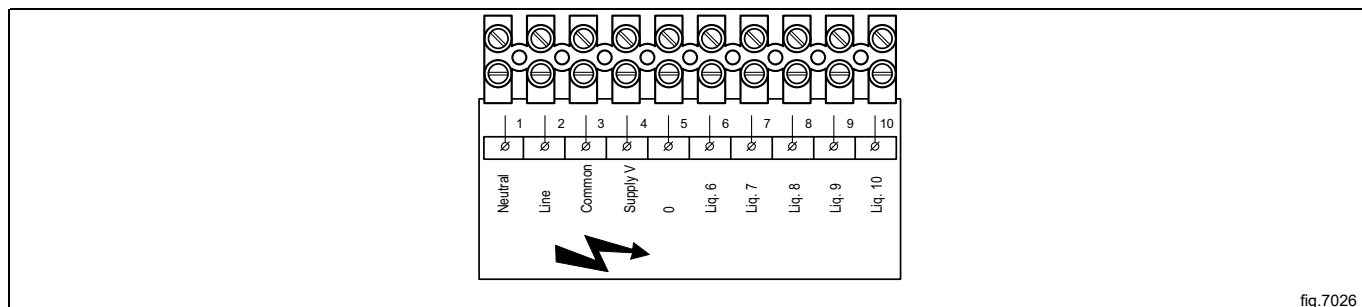 1 2 3 4 5 6 7 8 9 10
Neutral
Line
Common
Supply V
0
Liq. 6
Liq. 7
Liq. 8
Liq. 9
Liq. 10
fig.7026